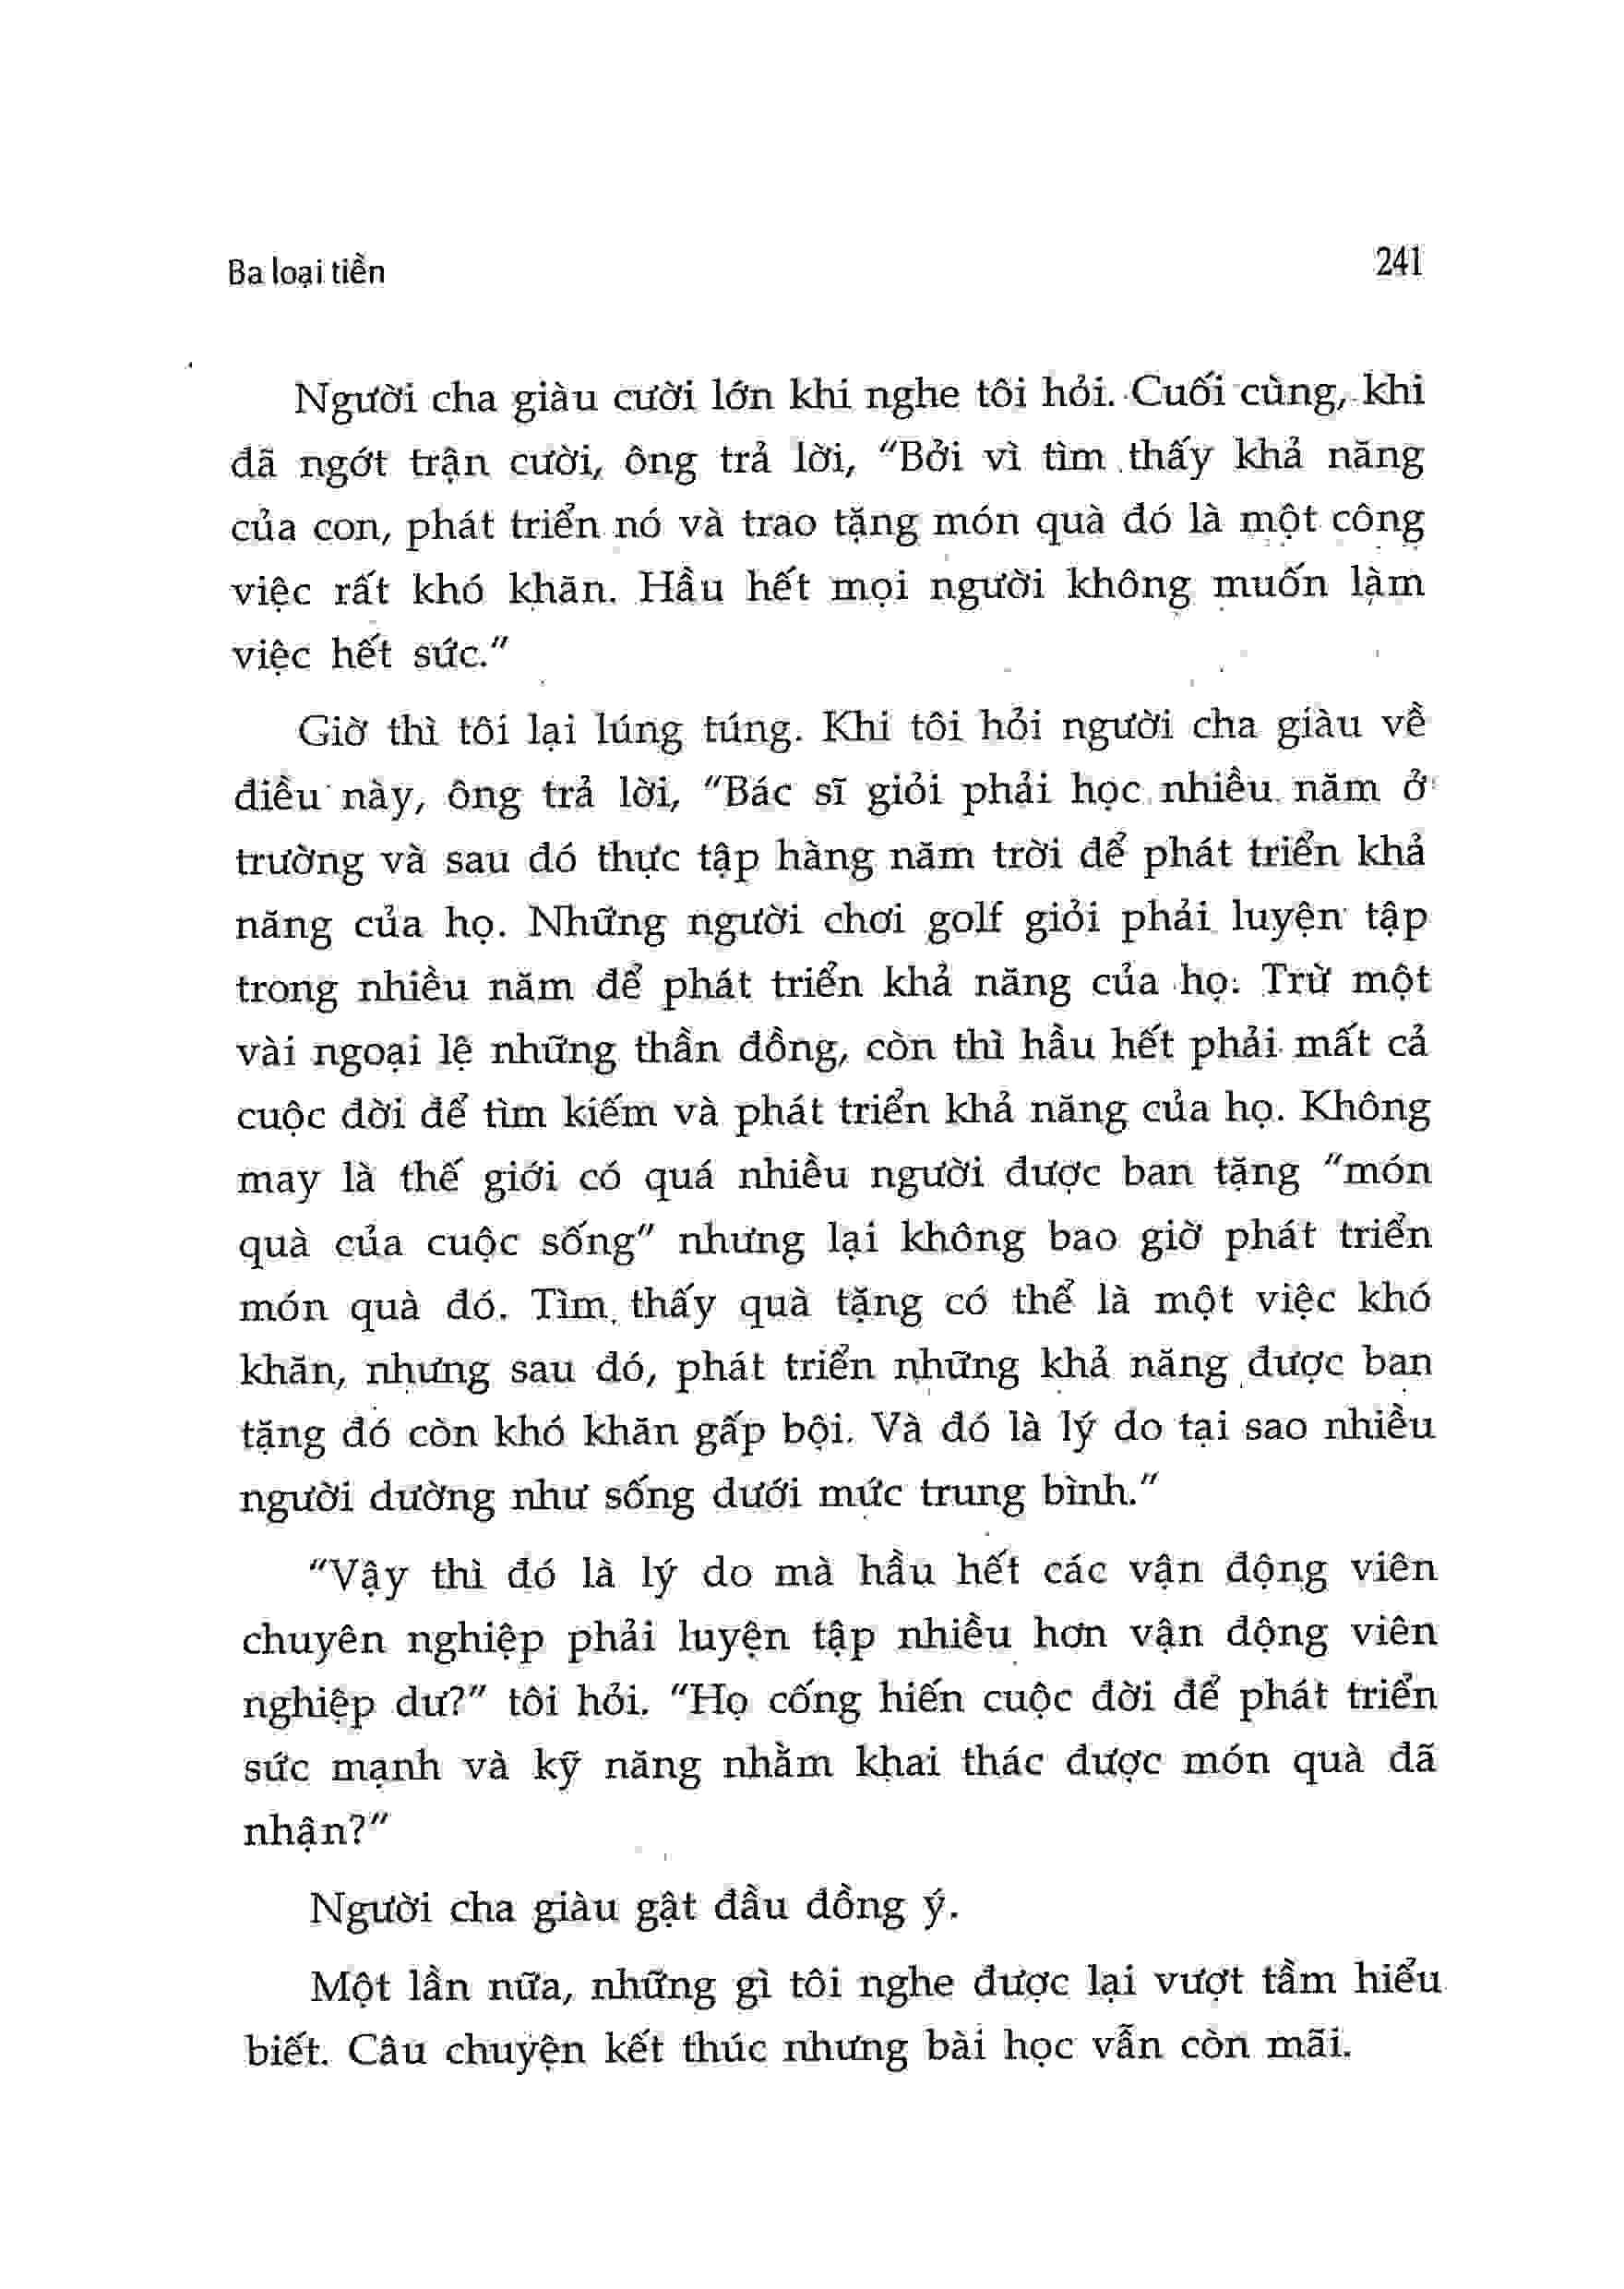 Ba loại tiền 241
Người cha giàu cười lớn khi nghe tôi hỏi. Cuối cùng, khi
đã ngớt trận cười, ông trả lời, "Bởi vì tìm thấy khả năng
của con, phát triển nó và trao tặng món quà đó là một công
việc rất khó khăn. Hầu hết mọi người không muốn làm
việc hết sức."
Giờ thì tôi lại lúng túng. Khi tôi hỏi người cha giàu về
điều này, ông trả lời, "Bác sĩ giỏi phải học nhiều năm ở
trường và sau đó thực tập hàng năm trời để phát triển khả
năng của họ. Những người chơi golf giỏi phải luyện tập
trong nhiều năm để phát triển khả năng của họ. Trừ một
vài ngoại lệ những thần đồng, còn thì hầu hết phải mất cả
cuộc đời để tìm kiếm và phát triển khả năng của họ. Không
may là thế giới có quá nhiều người được ban tặng "món
quà của cuộc sống" nhưng lại không bao giờ phát triển
món quà đó. Tìm thấy quà tặng có thể là một việc khó
khăn, nhưng sau đó, phát triển những khả năng được ban
tặng đó còn khó khăn gấp bội. Và đó là lý do tại sao nhiều
người dường như sống dưới mức trung bình."
"Vậy thì đó là lý do mà hầu hết các vận động viên
chuyên nghiệp phải luyện tập nhiều hơn vận động viên
nghiệp dư?" tôi hỏi. "Họ cống hiến cuộc đời để phát triển
sức mạnh và kỹ năng nhằm khai thác được món quà đã
nhận?"
Người cha giàu gật đầu đồng ý.
Một lần nữa, những gì tôi nghe được lại vượt tầm hiểu
biết. Câu chuyện kết thúc nhưng bài học vẫn còn mãi.